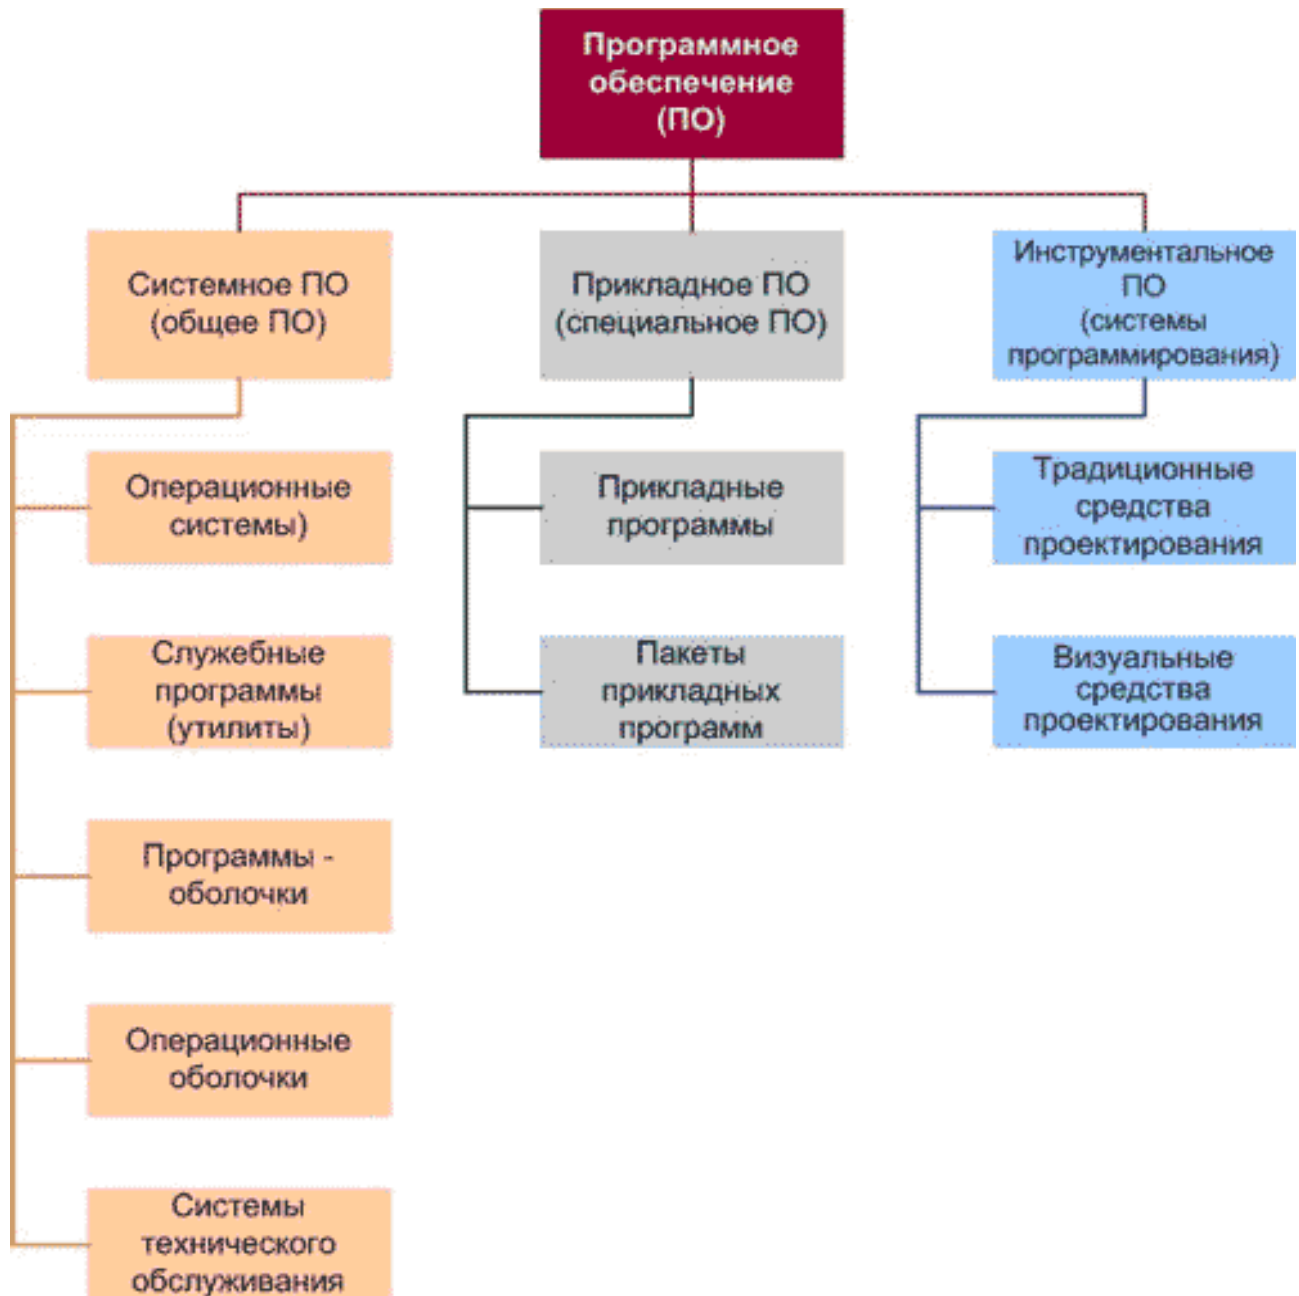 Программное
обеспечение
(ПО)
Системное ПО
(общее ПО)
Прикладное ПО
(специальное ПО)
Инструментальное
ПО
(системы
программирования)
Операционные
системы)
Прикладные
программы
Традиционные
средства
проектирования
Служебные
программы
(утилиты)
Пакеты
прикладных
программ
Визуальные
средства
проектирования
Программы -
оболочки
Операционные
оболочки
Системы
технического
обслуживания